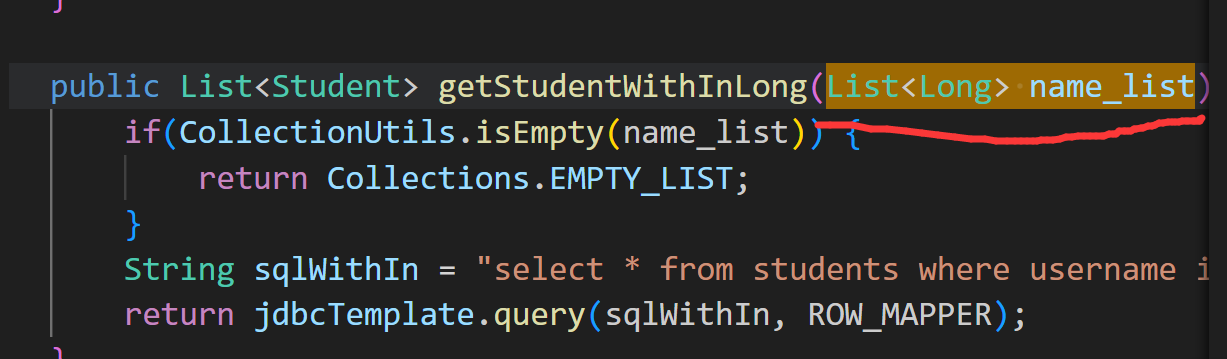 }
public List<Student> getStudentWithInLong(List<Long> name_list)
if(CollectionUtils.isEmpty(name_list)) {
return Collections.EMPTY_LIST;
}
String sqlWithIn = "select * from students where username i
return jdbcTemplate.query(sqlWithIn, ROW_MAPPER);
}